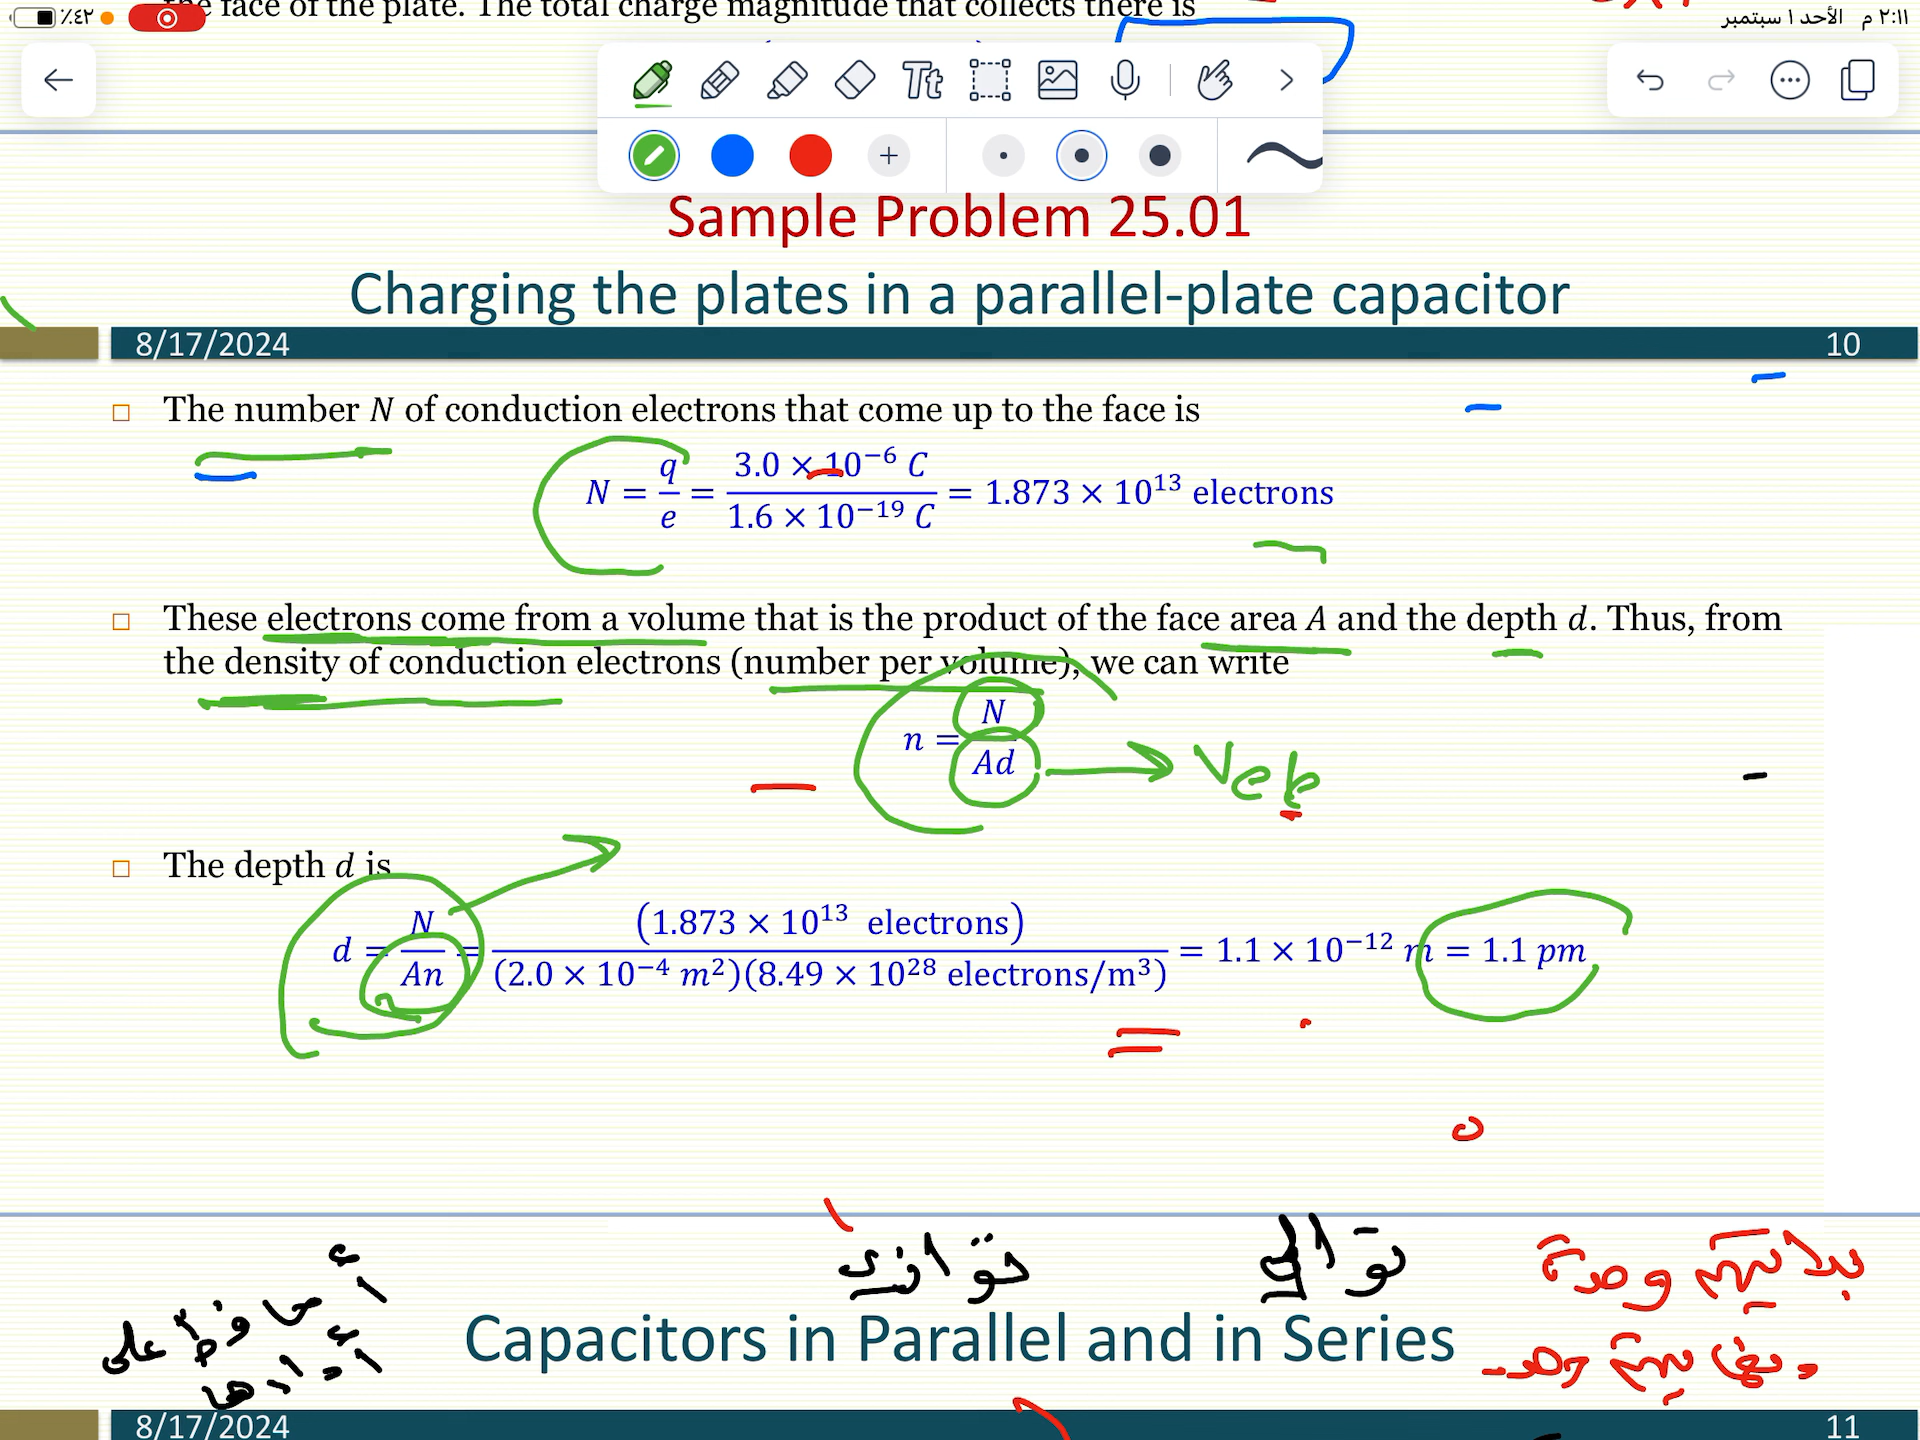 ٪٤٢
٢:١١ م الأحد ١ سبتمبر
the face of the plate. The total charge magnitude that collects there is
Tt
Sample Problem 25.01
Charging the plates in a parallel-plate capacitor
8/17/2024 10
The number N of conduction electrons that come up to the face is
N = q/e = 3.0 × 10⁻⁶ C / 1.6 × 10⁻¹⁹ C = 1.873 × 10¹³ electrons
These electrons come from a volume that is the product of the face area A and the depth d. Thus, from
the density of conduction electrons (number per volume), we can write
n = N/Ad
The depth d is
d = N/An = (1.873 × 10¹³ electrons) / (2.0 × 10⁻⁴ m²)(8.49 × 10²⁸ electrons/m³) = 1.1 × 10⁻¹² m = 1.1 pm
توالي
على
Capacitors in Parallel and in Series
8/17/2024 11